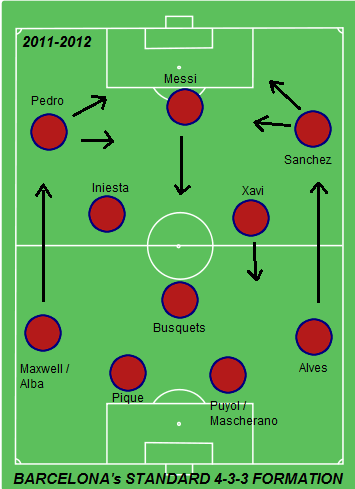 2011-2012
Messi
Pedro
Sanchez
Iniesta
Xavi
Busquets
Maxwell /
Alba
Alves
Pique
Puyol /
Mascherano
BARCELONA's STANDARD 4-3-3 FORMATION